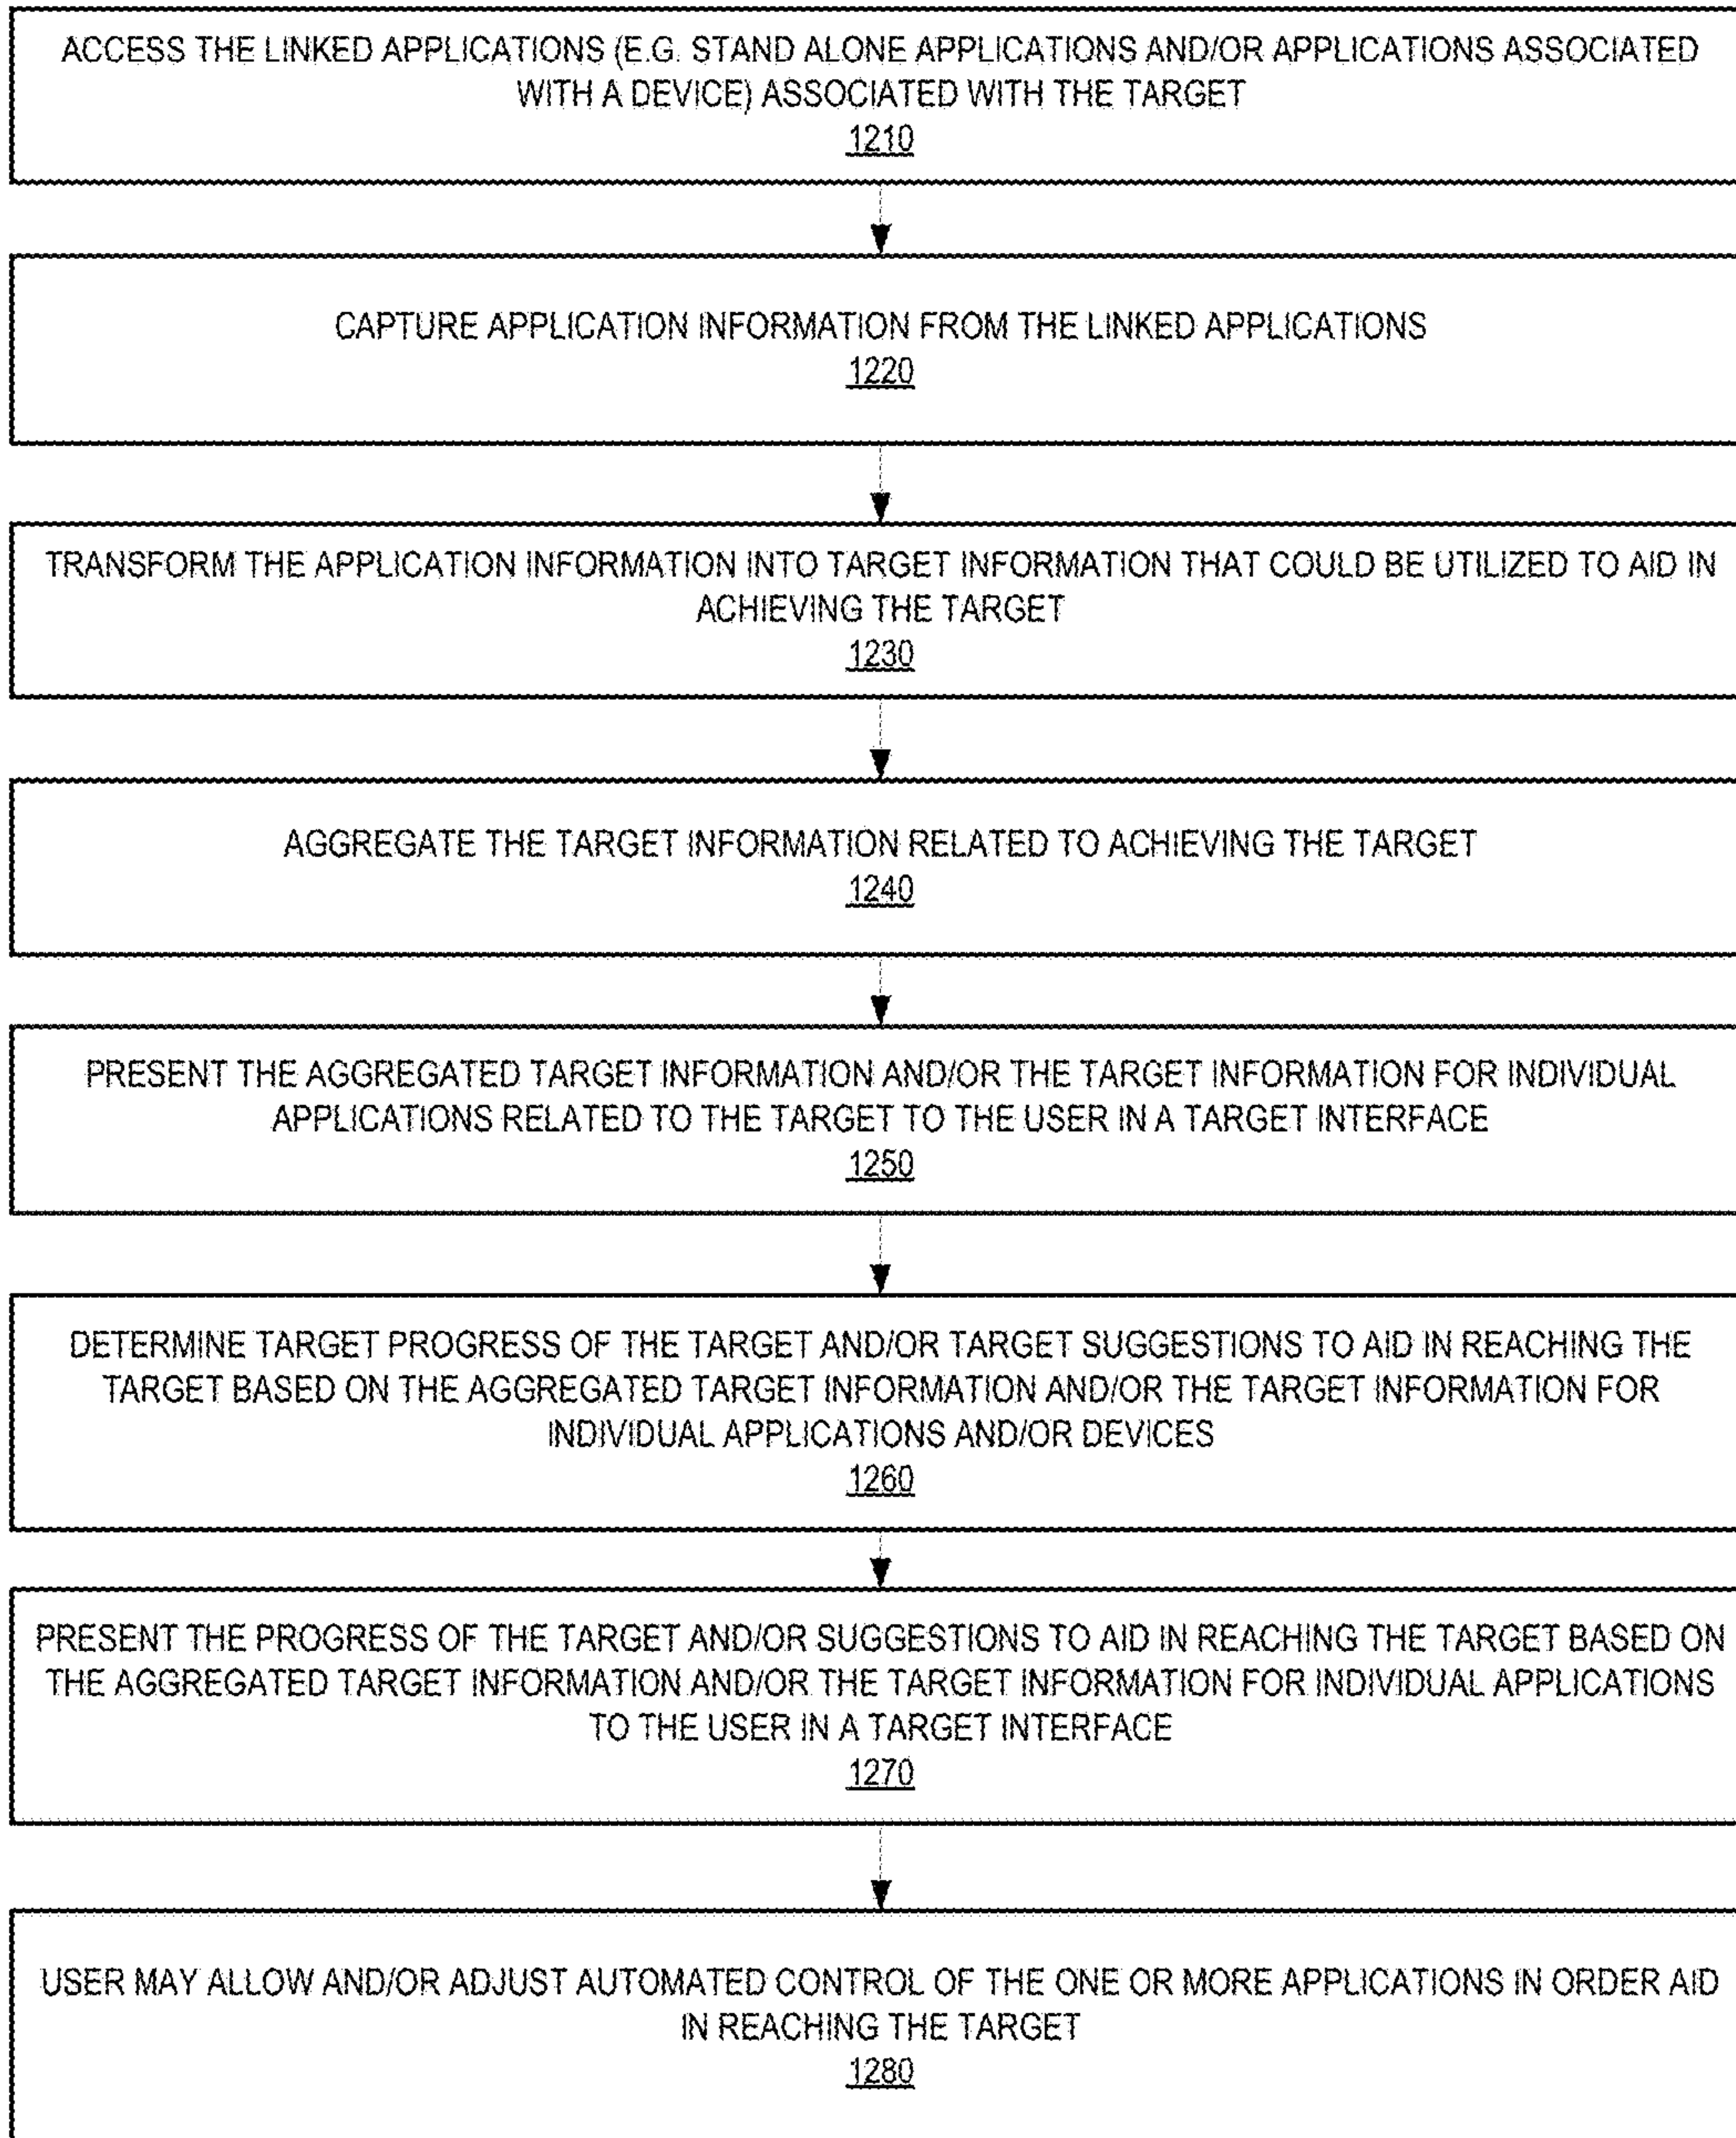 ACCESS THE LINKED APPLICATIONS (E.G. STAND ALONE APPLICATIONS AND/OR APPLICATIONS ASSOCIATED
WITH A DEVICE) ASSOCIATED WITH THE TARGET
1210
CAPTURE APPLICATION INFORMATION FROM THE LINKED APPLICATIONS
1220
TRANSFORM THE APPLICATION INFORMATION INTO TARGET INFORMATION THAT COULD BE UTILIZED TO AID IN
ACHIEVING THE TARGET
1230
AGGREGATE THE TARGET INFORMATION RELATED TO ACHIEVING THE TARGET
1240
PRESENT THE AGGREGATED TARGET INFORMATION AND/OR THE TARGET INFORMATION FOR INDIVIDUAL
APPLICATIONS RELATED TO THE TARGET TO THE USER IN A TARGET INTERFACE
1250
DETERMINE TARGET PROGRESS OF THE TARGET AND/OR TARGET SUGGESTIONS TO AID IN REACHING THE
TARGET BASED ON THE AGGREGATED TARGET INFORMATION AND/OR THE TARGET INFORMATION FOR
INDIVIDUAL APPLICATIONS AND/OR DEVICES
1260
PRESENT THE PROGRESS OF THE TARGET AND/OR SUGGESTIONS TO AID IN REACHING THE TARGET BASED ON
THE AGGREGATED TARGET INFORMATION AND/OR THE TARGET INFORMATION FOR INDIVIDUAL APPLICATIONS
TO THE USER IN A TARGET INTERFACE
1270
USER MAY ALLOW AND/OR ADJUST AUTOMATED CONTROL OF THE ONE OR MORE APPLICATIONS IN ORDER AID
IN REACHING THE TARGET
1280